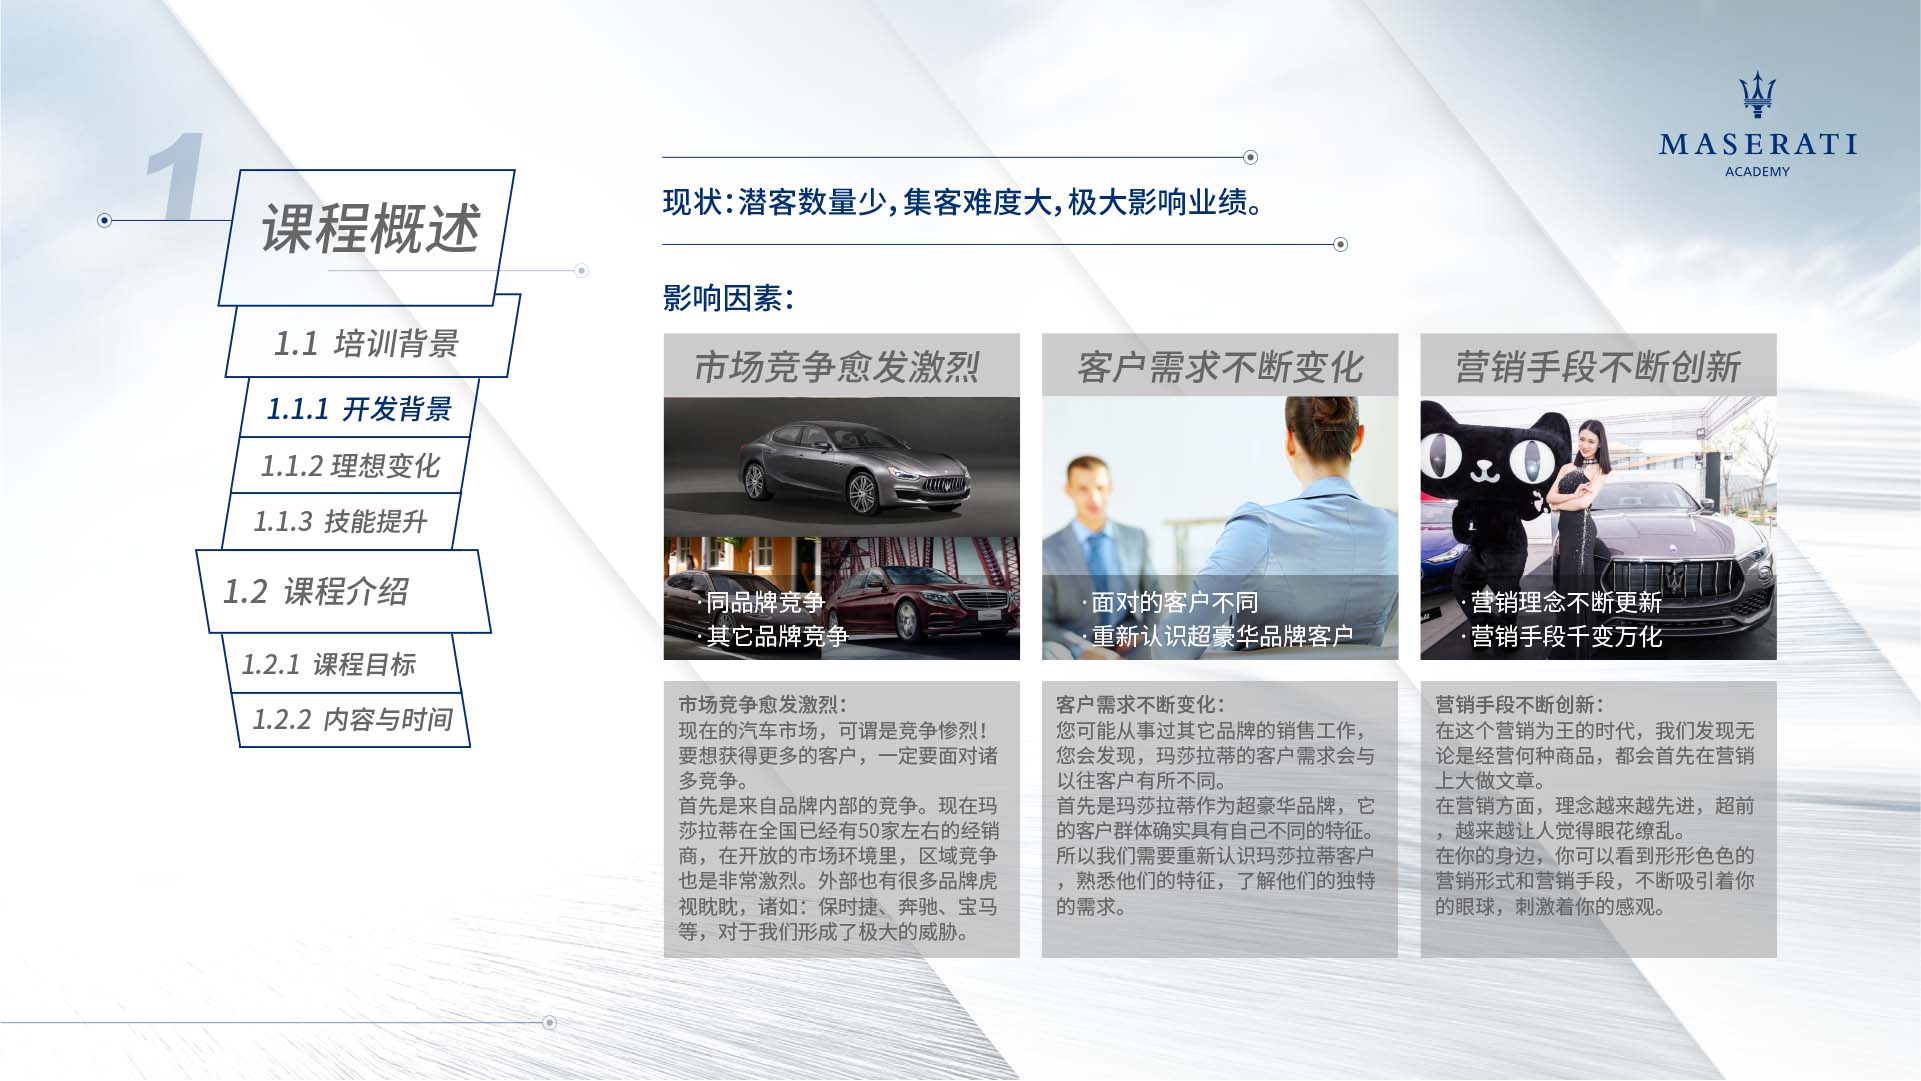 MASERATI
ACADEMY
1
课程概述
1.1 培训背景
1.1.1 开发背景
1.1.2 理想变化
1.1.3 技能提升
1.2 课程介绍
1.2.1 课程目标
1.2.2 内容与时间
现状：潜客数量少，集客难度大，极大影响业绩。
影响因素：
市场竞争愈发激烈
·同品牌竞争
·其它品牌竞争
市场竞争愈发激烈：
现在的汽车市场，可谓是竞争惨烈！
要想获得更多的客户，一定要面对诸
多竞争。
首先是来自品牌内部的竞争。现在玛
莎拉蒂在全国已经有50家左右的经销
商，在开放的市场环境里，区域竞争
也是非常激烈。外部也有很多品牌虎
视眈眈，诸如：保时捷、奔驰、宝马
等，对于我们形成了极大的威胁。
客户需求不断变化
·面对的客户不同
·重新认识超豪华品牌客户
客户需求不断变化：
您可能从事过其它品牌的销售工作，
您会发现，玛莎拉蒂的客户需求会与
以往客户有所不同。
首先是玛莎拉蒂作为超豪华品牌，它
的客户群体确实具有自己不同的特征。
所以我们需要重新认识玛莎拉蒂客户
，熟悉他们的特征，了解他们的独特
的需求。
营销手段不断创新
·营销理念不断更新
·营销手段千变万化
营销手段不断创新：
在这个营销为王的时代，我们发现无
论是经营何种商品，都会首先在营销
上大做文章。
在营销方面，理念越来越先进，超前
，越来越让人觉得眼花缭乱。
在你的身边，你可以看到形形色色的
营销形式和营销手段，不断吸引着你
的眼球，刺激着你的感观。